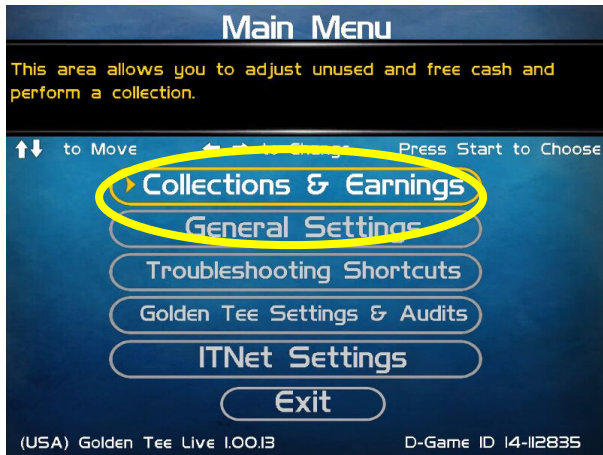 Main Menu
This area allows you to adjust unused and free cash and
perform a collection.
to Move to Change Press Start to Choose
Collections & Earnings
General Settings
Troubleshooting Shortcuts
Golden Tee Settings & Audits
ITNet Settings
Exit
(USA) Golden Tee Live 1.00.13 D-Game ID 14-112835